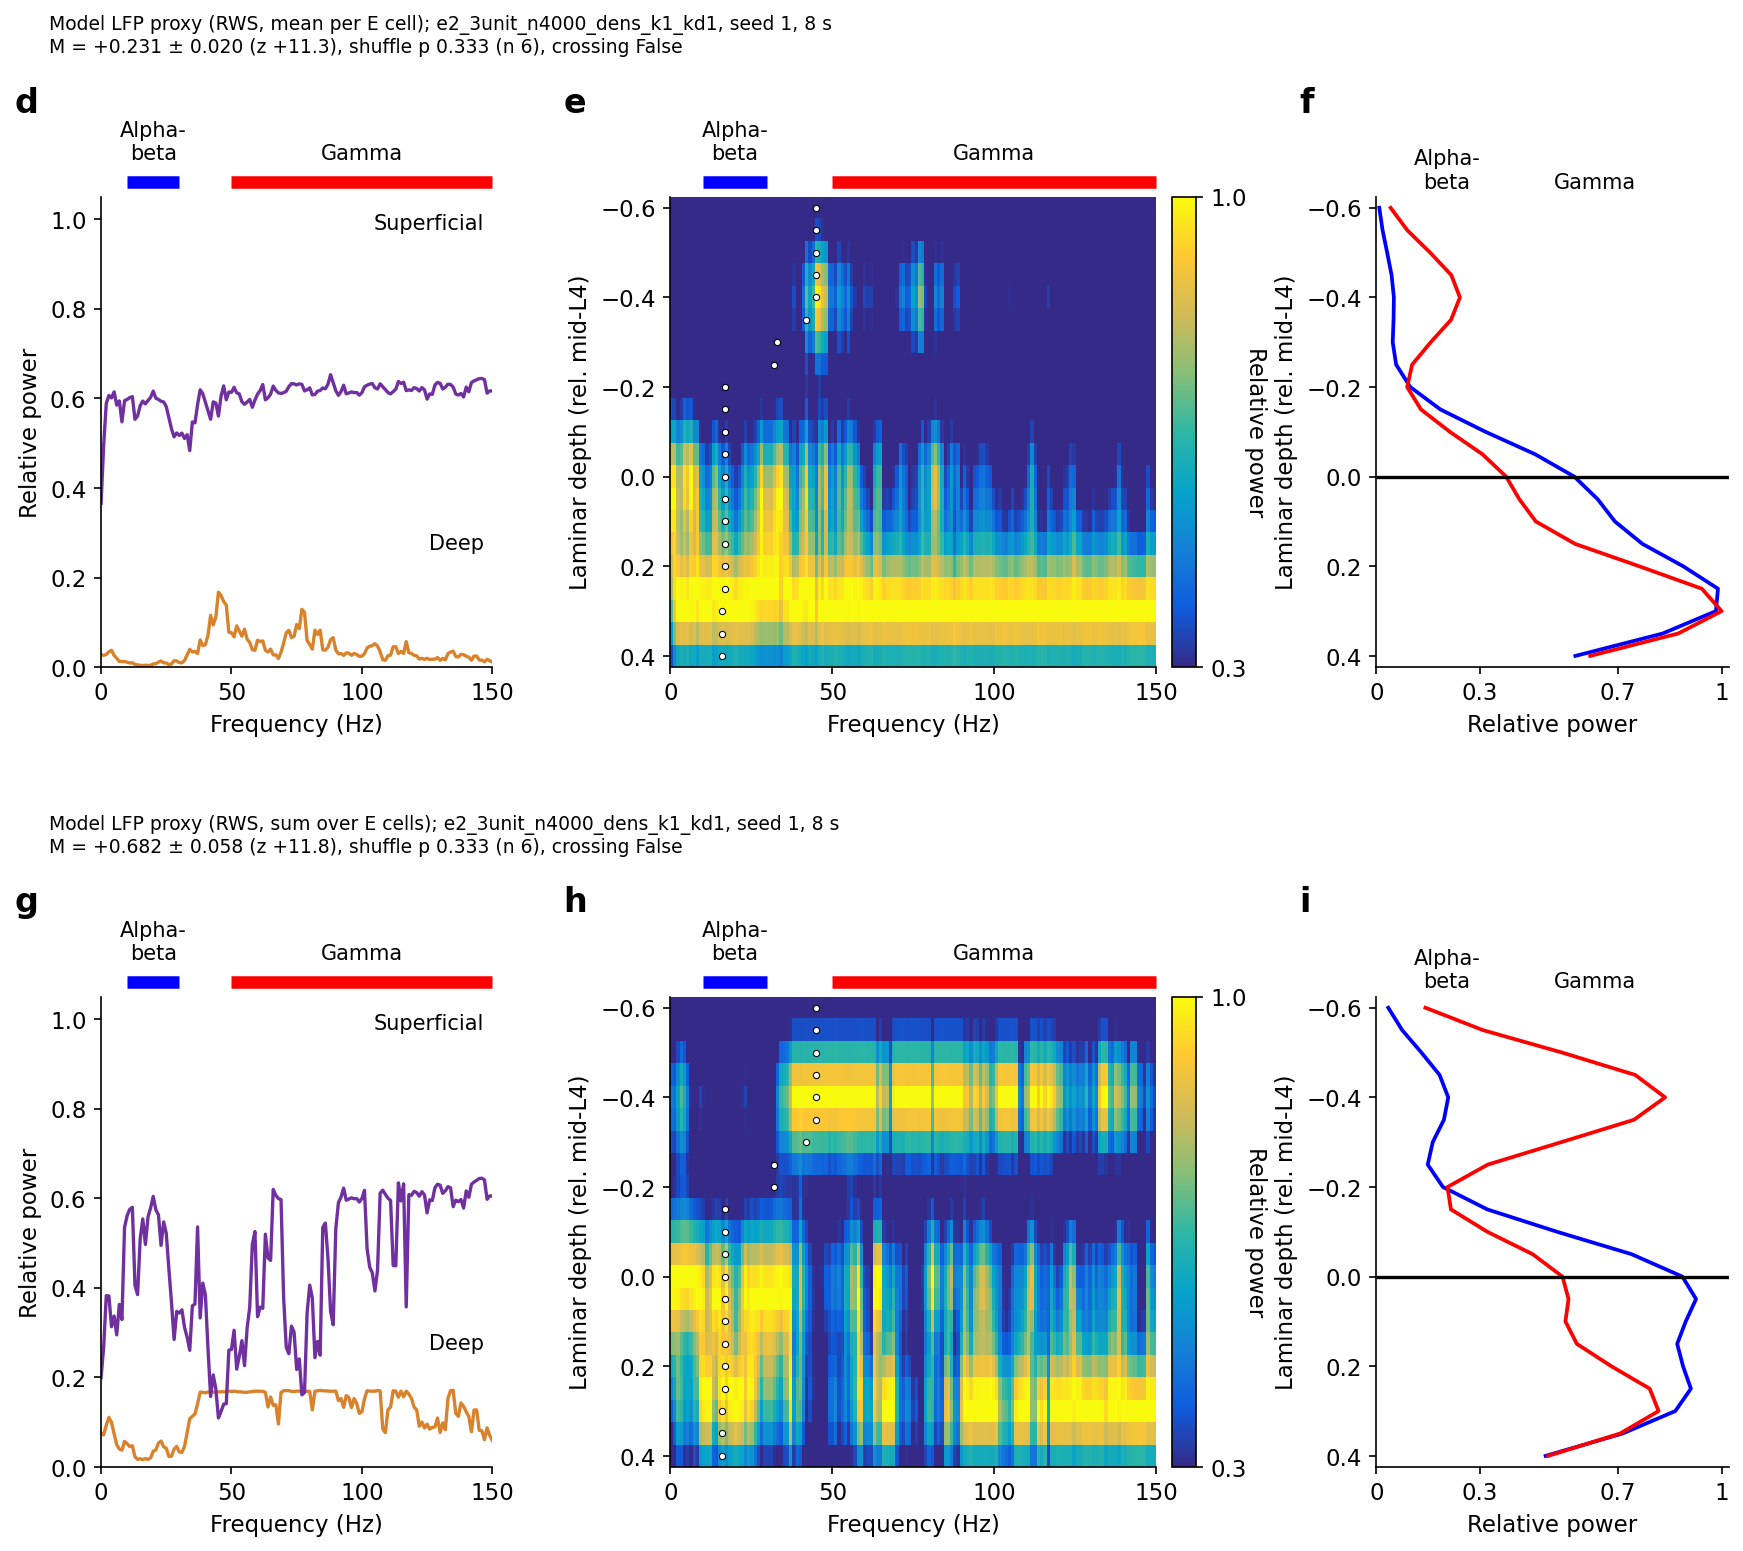 Model LFP proxy (RWS, mean per E cell); e2_3unit_n4000_dens_k1_kd1, seed 1, 8 s
M = +0.231 ± 0.020 (z +11.3), shuffle p 0.333 (n 6), crossing False
d
Alpha-
beta
Gamma
Superficial
Deep
1.0
0.8
0.6
0.4
0.2
0.0
Relative power
0
50
100
150
Frequency (Hz)
e
Alpha-
beta
Gamma
−0.6
−0.4
−0.2
0.0
0.2
0.4
Laminar depth (rel. mid-L4)
0
50
100
150
Frequency (Hz)
1.0
0.3
Relative power
f
Alpha-
beta
Gamma
−0.6
−0.4
−0.2
0.0
0.2
0.4
Laminar depth (rel. mid-L4)
0
0.3
0.7
1
Relative power
Model LFP proxy (RWS, sum over E cells); e2_3unit_n4000_dens_k1_kd1, seed 1, 8 s
M = +0.682 ± 0.058 (z +11.8), shuffle p 0.333 (n 6), crossing False
g
Alpha-
beta
Gamma
Superficial
Deep
1.0
0.8
0.6
0.4
0.2
0.0
Relative power
0
50
100
150
Frequency (Hz)
h
Alpha-
beta
Gamma
−0.6
−0.4
−0.2
0.0
0.2
0.4
Laminar depth (rel. mid-L4)
0
50
100
150
Frequency (Hz)
1.0
0.3
Relative power
i
Alpha-
beta
Gamma
−0.6
−0.4
−0.2
0.0
0.2
0.4
Laminar depth (rel. mid-L4)
0
0.3
0.7
1
Relative power